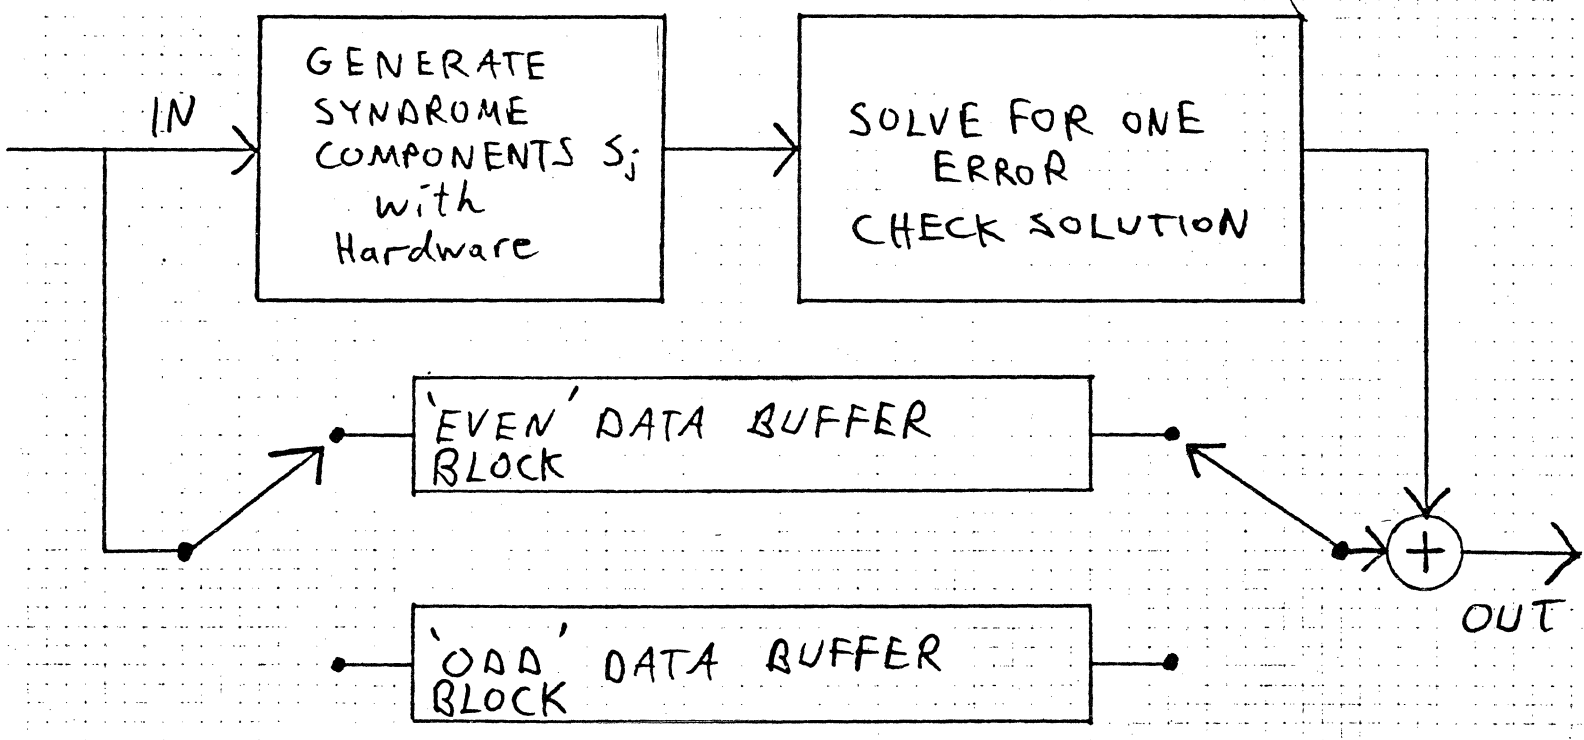 IN
GENERATE
SYNDROME
COMPONENTS Sj
with
Hardware
SOLVE FOR ONE
ERROR
CHECK SOLUTION
'EVEN' DATA BUFFER
BLOCK
+
OUT
'ODD' DATA BUFFER
BLOCK